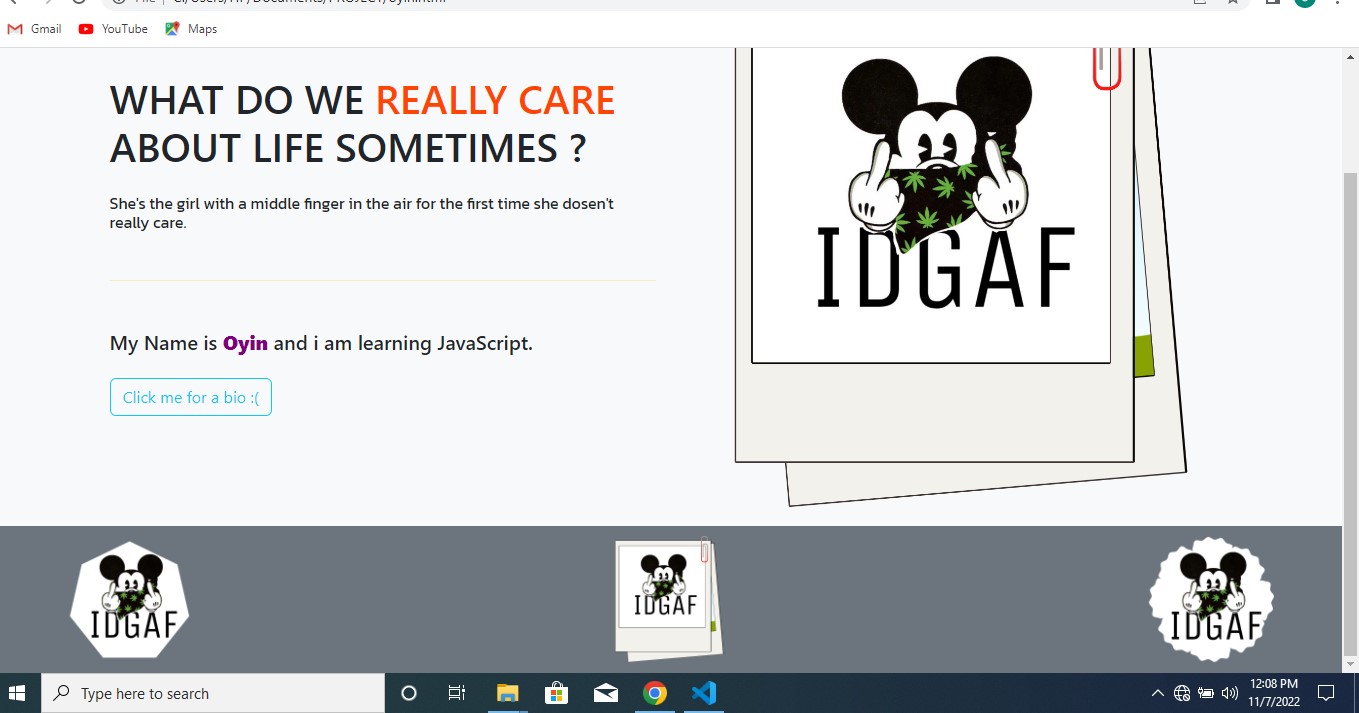 Gmail
YouTube
Maps
WHAT DO WE REALLY CARE
ABOUT LIFE SOMETIMES ?
She's the girl with a middle finger in the air for the first time she dosen't
really care.
My Name is Oyin and i am learning JavaScript.
Click me for a bio :(
IDGAF
IDGAF
IDGAF
IDGAF
Type here to search
12:08 PM
11/7/2022